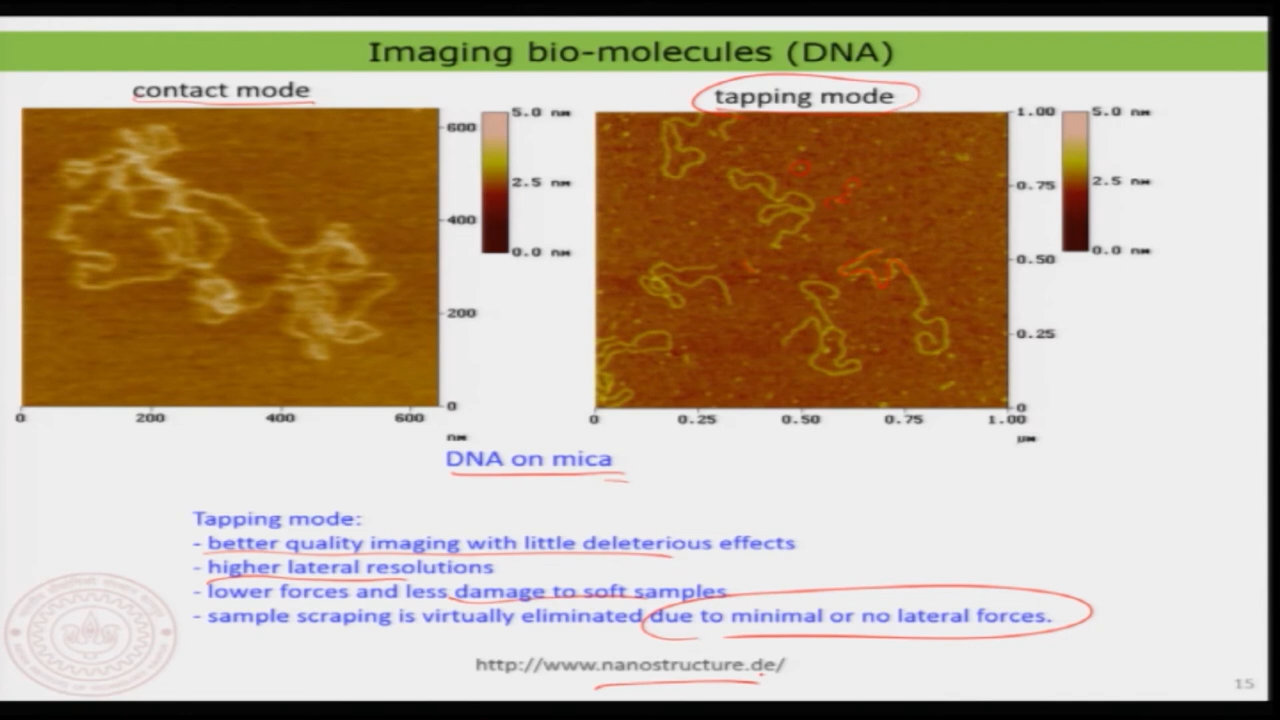 Imaging bio-molecules (DNA)
contact mode
tapping mode
5.0 nm
2.5 nm
0.0 nm
600
400
200
0
0 200 400 600
nm
1.00
0.75
0.50
0.25
0
0 0.25 0.50 0.75 1.00
µm
5.0 nm
2.5 nm
0.0 nm
DNA on mica
Tapping mode:
- better quality imaging with little deleterious effects
- higher lateral resolutions
- lower forces and less damage to soft samples
- sample scraping is virtually eliminated due to minimal or no lateral forces.
http://www.nanostructure.de/
15